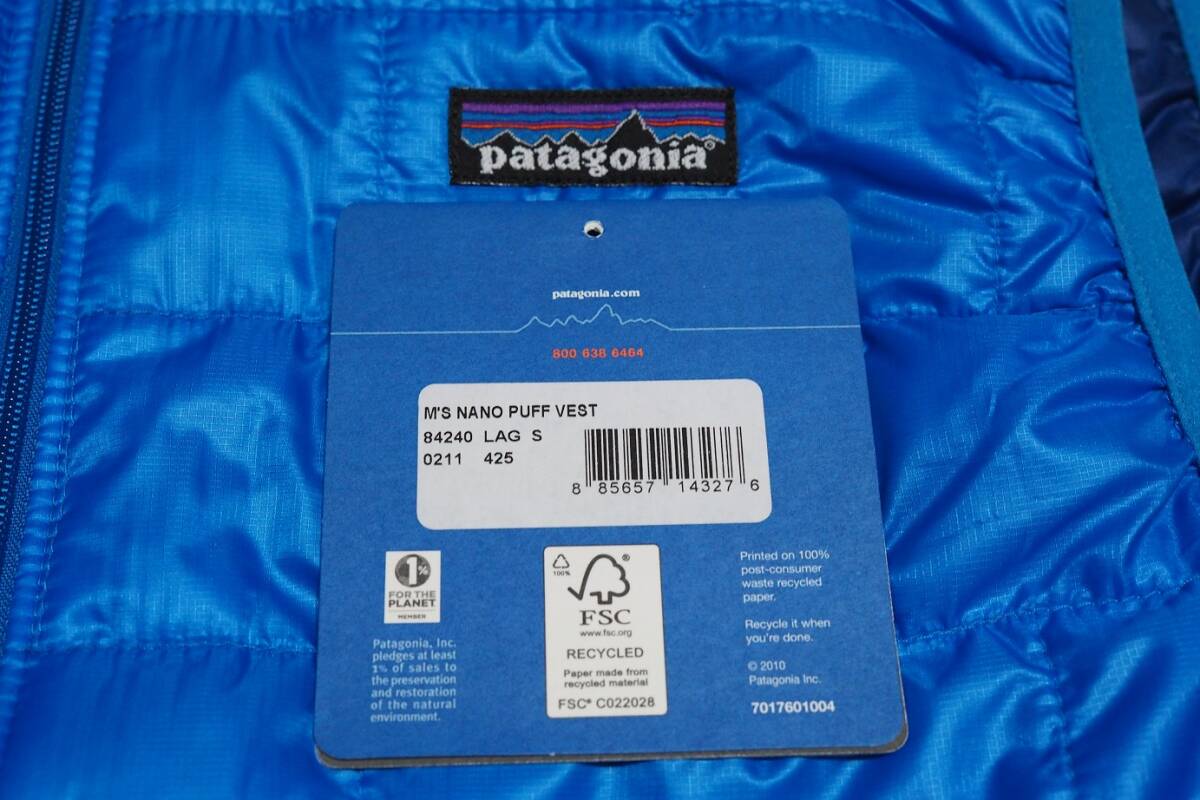 patagonia®
patagonia.com
800 638 6464
M'S NANO PUFF VEST
84240 LAG S
0211 425
8 85657 14327 6
1%
FOR THE
PLANET
MEMBER
Patagonia, Inc.
pledges at least
1% of sales to
the preservation
and restoration
of the natural
environment.
100%
®
FSC
www.fsc.org
RECYCLED
Paper made from
recycled material
FSC® C022028
Printed on 100%
post-consumer
waste recycled
paper.
Recycle it when
you're done.
© 2010
Patagonia Inc.
7017601004